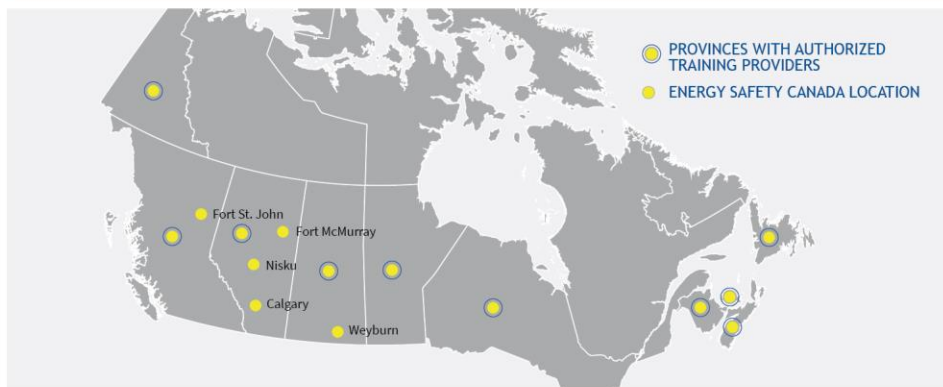 PROVINCES WITH AUTHORIZED
TRAINING PROVIDERS
ENERGY SAFETY CANADA LOCATION
Fort St. John
Fort McMurray
Nisku
Calgary
Weyburn